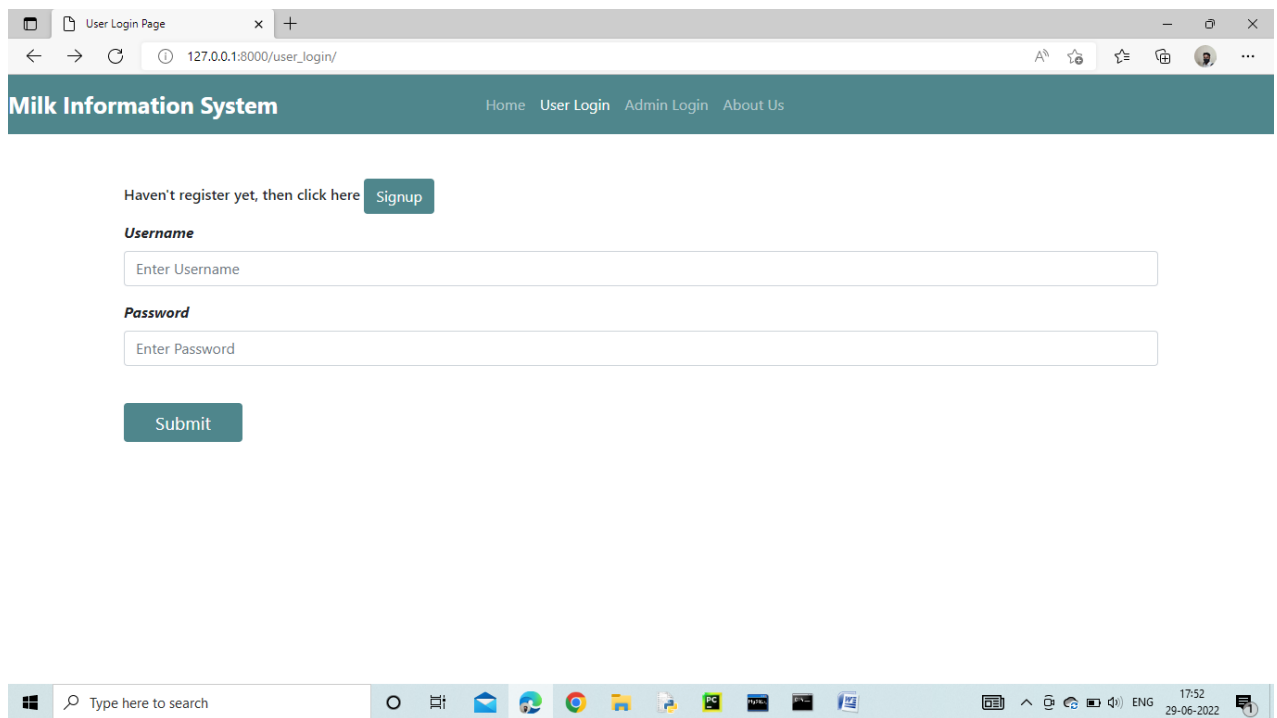 User Login Page
127.0.0.1:8000/user_login/
Milk Information System Home User Login Admin Login About Us
Haven't register yet, then click here Signup
Username
Enter Username
Password
Enter Password
Submit
Type here to search
ENG
17:52
29-06-2022